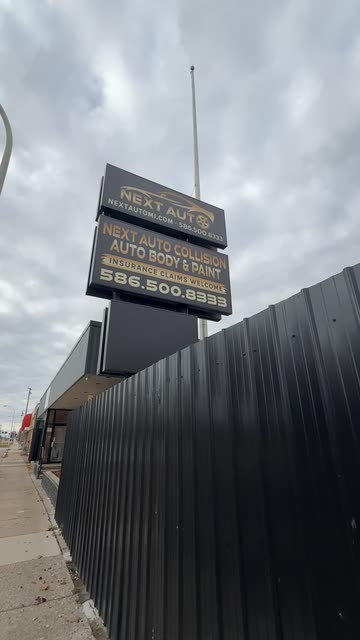 NEXT AUTO
NEXTAUTOMI.COM - 586.500.8333
NEXT AUTO COLLISION
AUTO BODY & PAINT
INSURANCE CLAIMS WELCOME
586.500.8333